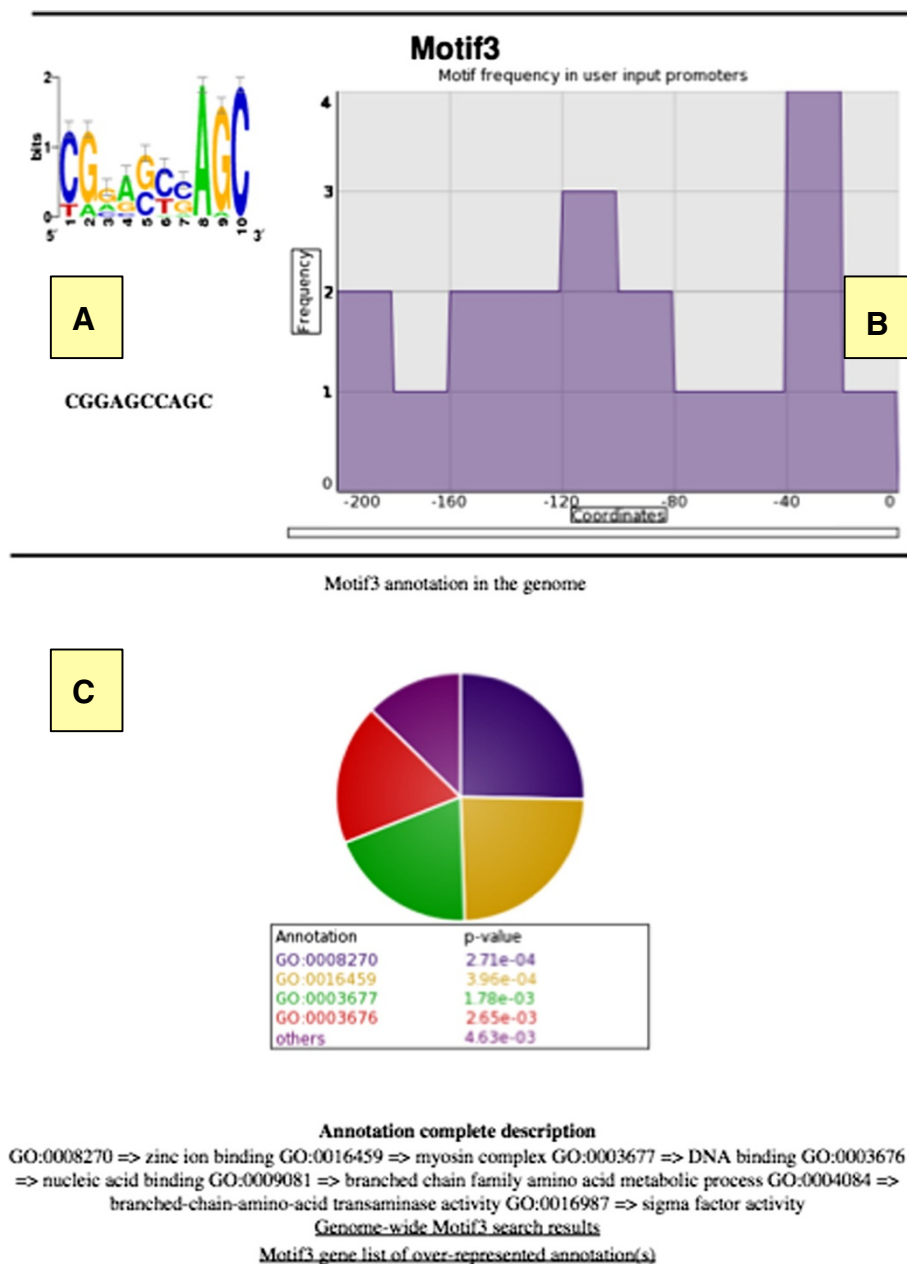 Motif3
Motif frequency in user input promoters
2
bits
1
0
1 2 3 4 5 6 7 8 9 10
5'
3'
4
3
Frequency
2
1
0
-200 -160 -120 -80 -40 0
Coordinates
A
B
CGGAGCCAGC
Motif3 annotation in the genome
C
Annotation p-value
GO:0008270 2.71e-04
GO:0016459 3.96e-04
GO:0003677 1.78e-03
GO:0003676 2.65e-03
others 4.63e-03
Annotation complete description
GO:0008270 => zinc ion binding GO:0016459 => myosin complex GO:0003677 => DNA binding GO:0003676
=> nucleic acid binding GO:0009081 => branched chain family amino acid metabolic process GO:0004084 =>
branched-chain-amino-acid transaminase activity GO:0016987 => sigma factor activity
Genome-wide Motif3 search results
Motif3 gene list of over-represented annotation(s)